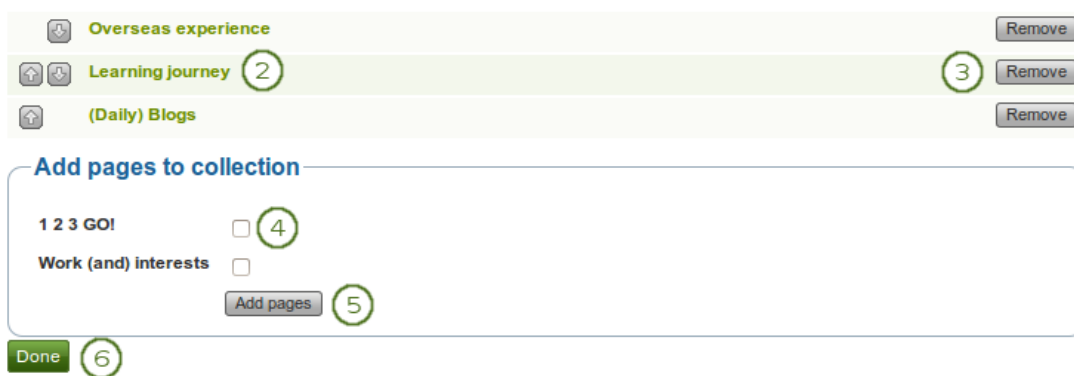 Overseas experience Remove
Learning journey 2 3 Remove
(Daily) Blogs Remove
Add pages to collection
1 2 3 GO! 4
Work (and) interests
Add pages 5
Done 6